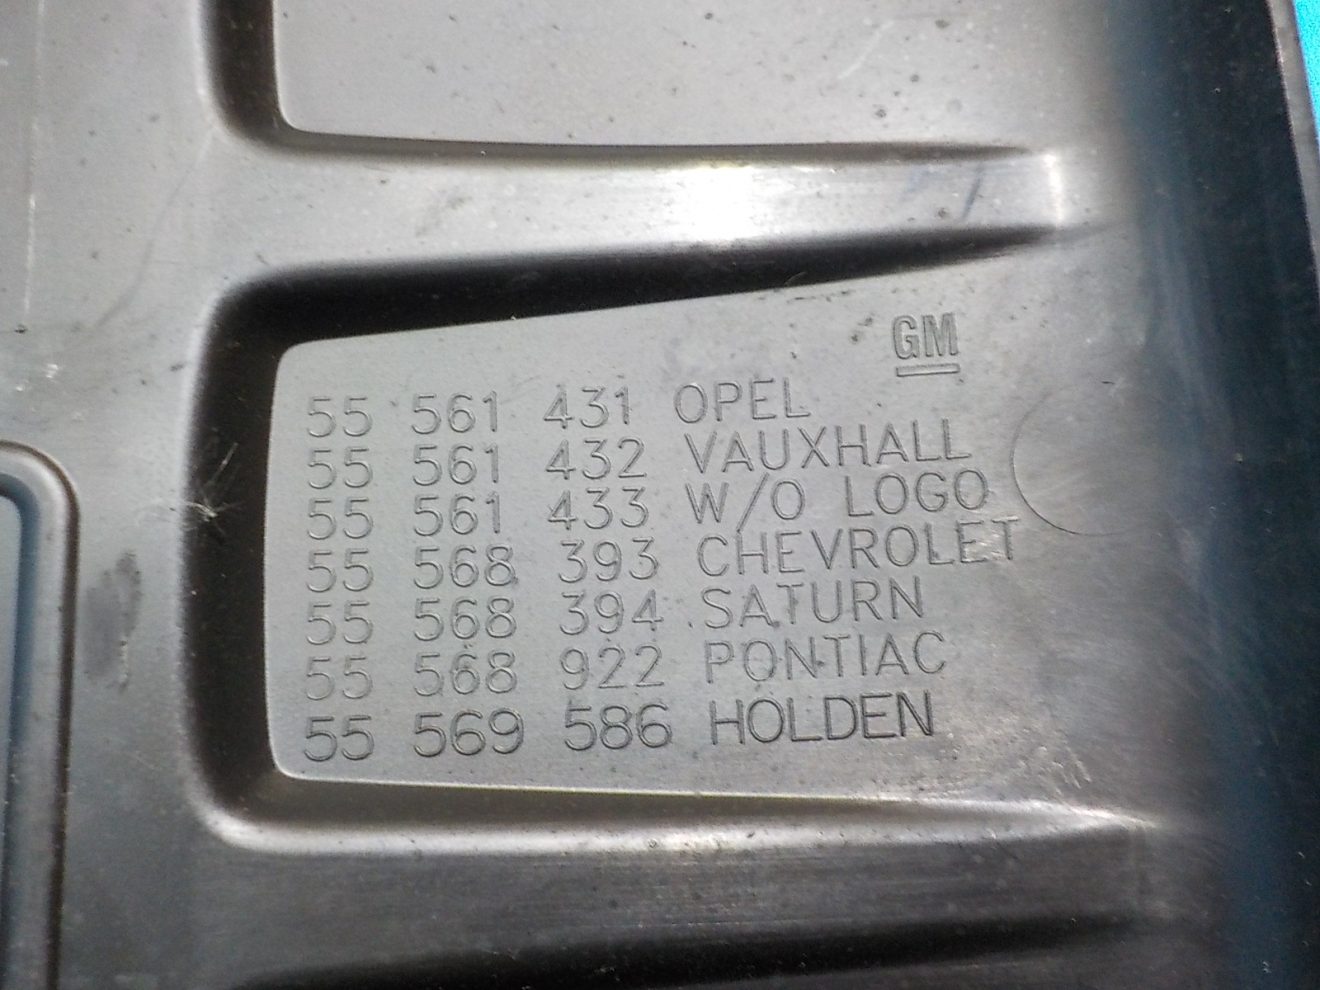 GM
55 561 431 OPEL
55 561 432 VAUXHALL
55 561 433 W/O LOGO
55 568 393 CHEVROLET
55 568 394 SATURN
55 568 922 PONTIAC
55 569 586 HOLDEN